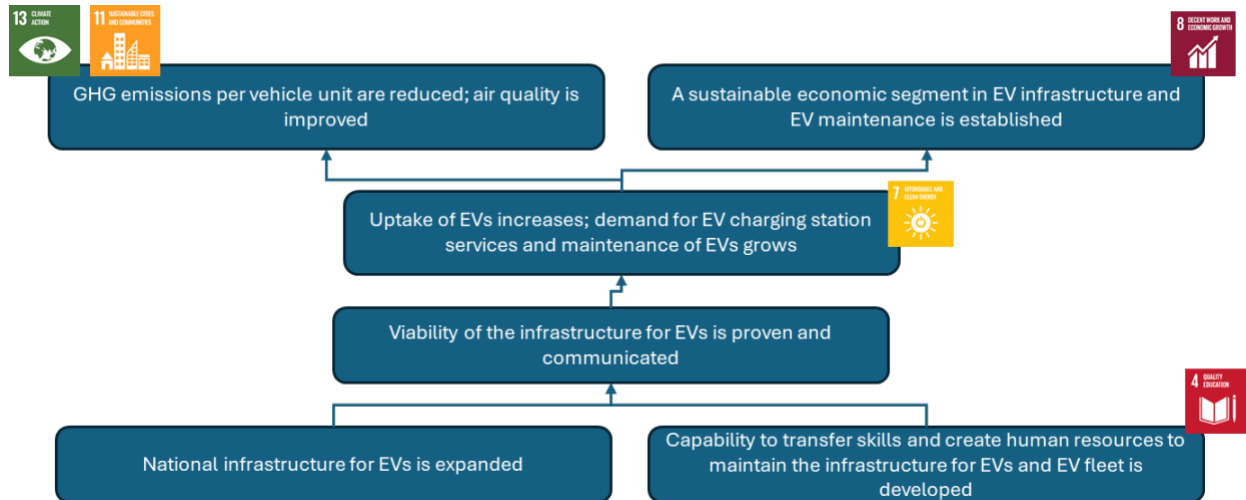 13 CLIMATE
ACTION
11 SUSTAINABLE CITIES
AND COMMUNITIES
8 DECENT WORK AND
ECONOMIC GROWTH
GHG emissions per vehicle unit are reduced; air quality is
improved
A sustainable economic segment in EV infrastructure and
EV maintenance is established
7 AFFORDABLE AND
CLEAN ENERGY
Uptake of EVs increases; demand for EV charging station
services and maintenance of EVs grows
Viability of the infrastructure for EVs is proven and
communicated
4 QUALITY
EDUCATION
National infrastructure for EVs is expanded
Capability to transfer skills and create human resources to
maintain the infrastructure for EVs and EV fleet is
developed